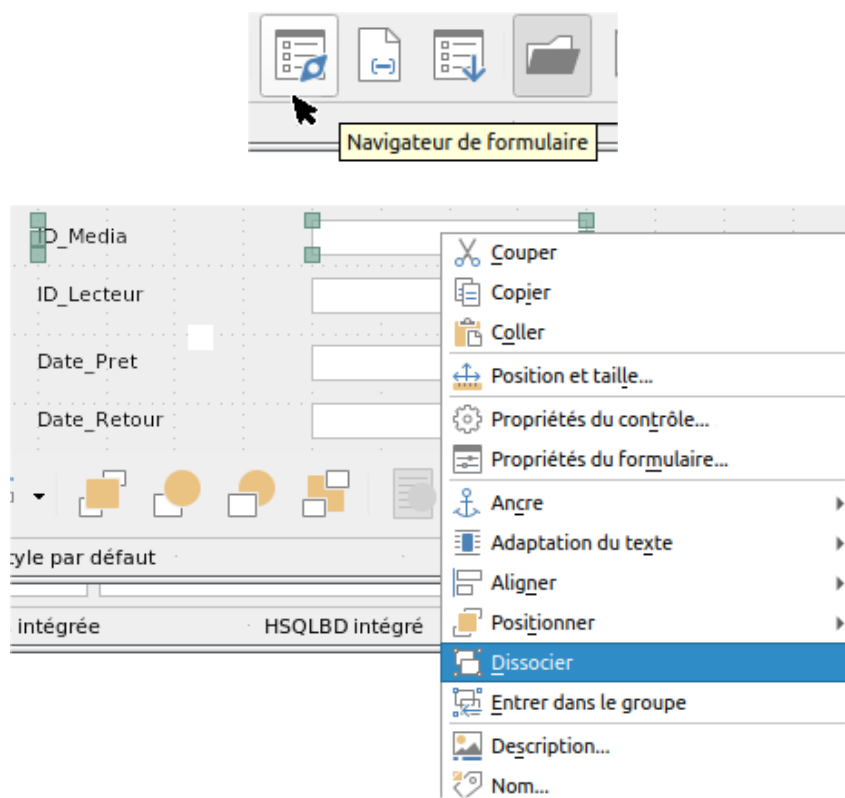 Navigateur de formulaire
ID_Media
ID_Lecteur
Date_Pret
Date_Retour
tyle par défaut
intégrée
HSQLBD intégré
Couper
Copier
Coller
Position et taille...
Propriétés du contrôle...
Propriétés du formulaire...
Ancre
Adaptation du texte
Aligner
Positionner
Dissocier
Entrer dans le groupe
Description...
Nom...